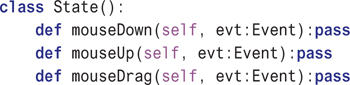 class State():
    def mouseDown(self, evt:Event):pass
    def mouseUp(self, evt:Event):pass
    def mouseDrag(self, evt:Event):pass